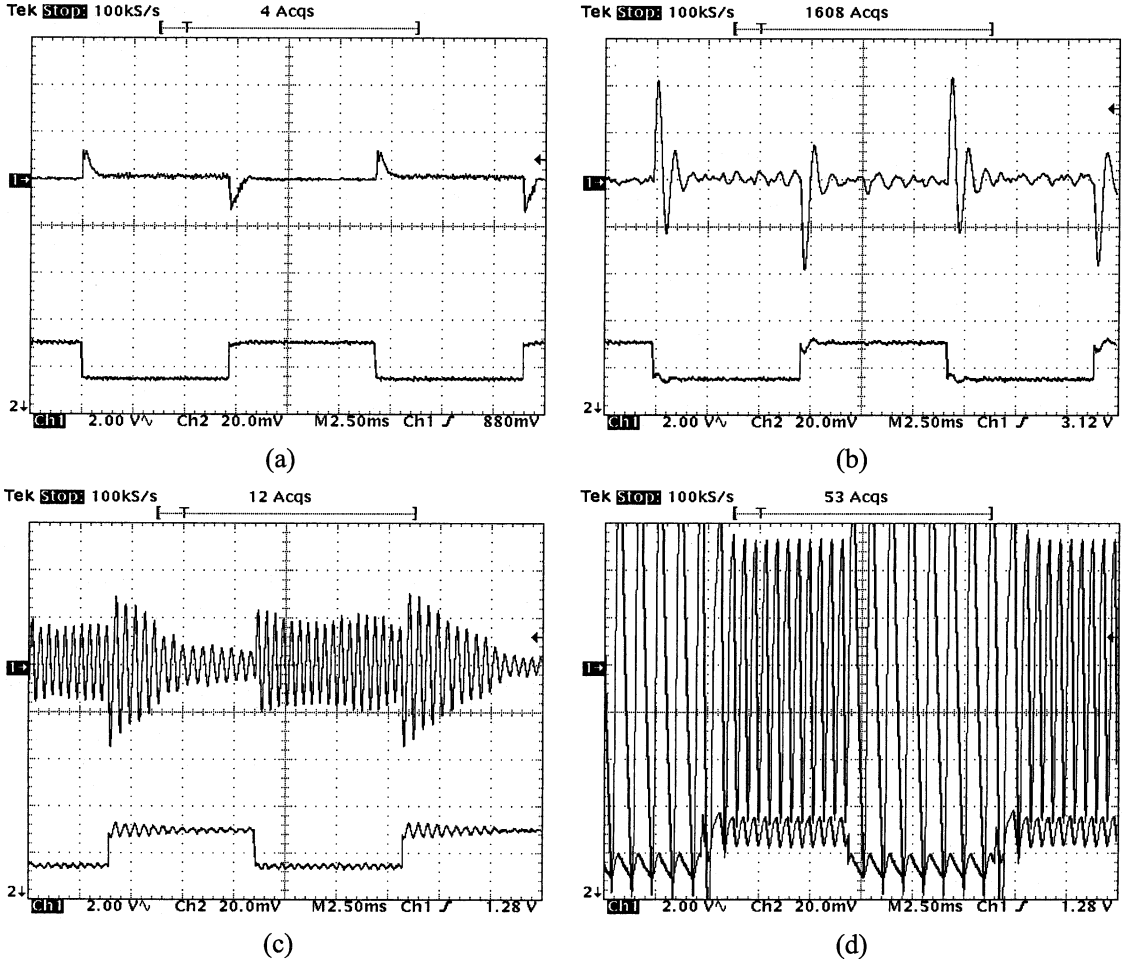 Tek Stop: 100kS/s 4 Acqs
T
1→
2↓
Ch1 2.00 V∿ Ch2 20.0mV M2.50ms Ch1 ƒ 880mV
(a)
Tek Stop: 100kS/s 1608 Acqs
T
1→
2↓
Ch1 2.00 V∿ Ch2 20.0mV M2.50ms Ch1 ƒ 3.12 V
(b)
Tek Stop: 100kS/s 12 Acqs
T
1→
2↓
Ch1 2.00 V∿ Ch2 20.0mV M2.50ms Ch1 ƒ 1.28 V
(c)
Tek Stop: 100kS/s 53 Acqs
T
1→
2↓
Ch1 2.00 V∿ Ch2 20.0mV M2.50ms Ch1 ƒ 1.28 V
(d)